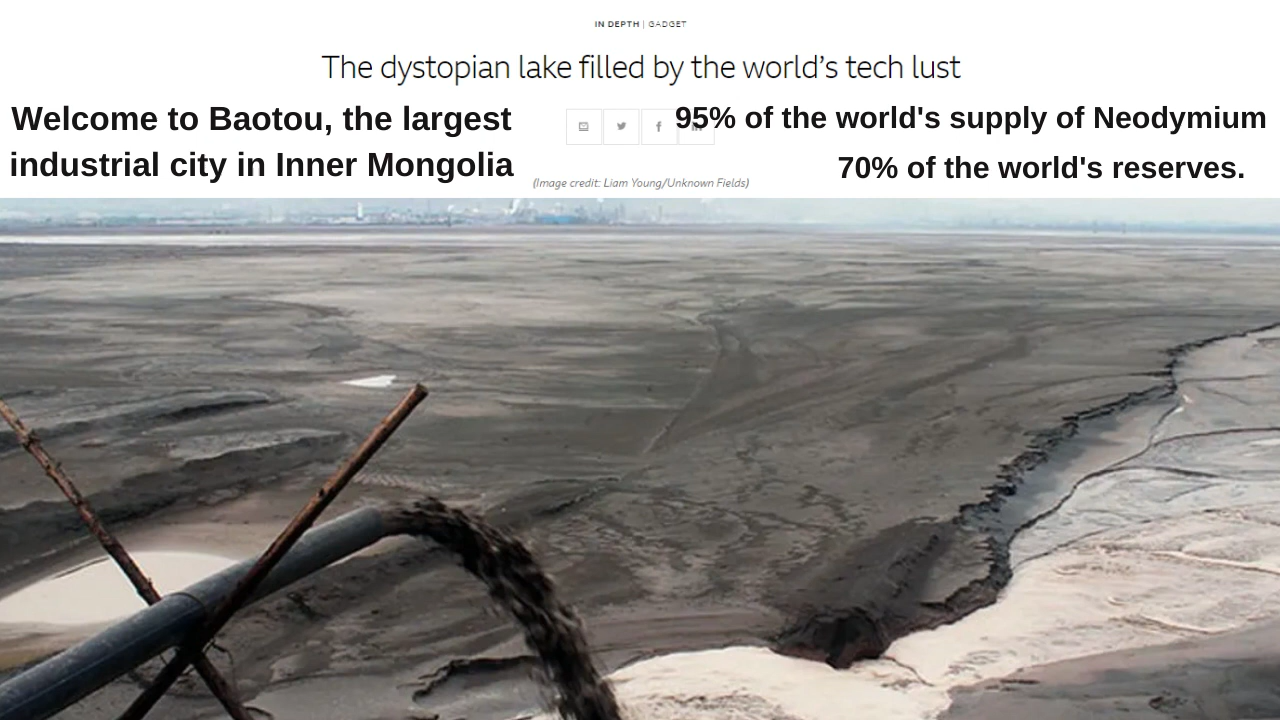 IN DEPTH | GADGET
The dystopian lake filled by the world's tech lust
Welcome to Baotou, the largest
industrial city in Inner Mongolia
95% of the world's supply of Neodymium
70% of the world's reserves.
(Image credit: Liam Young/Unknown Fields)